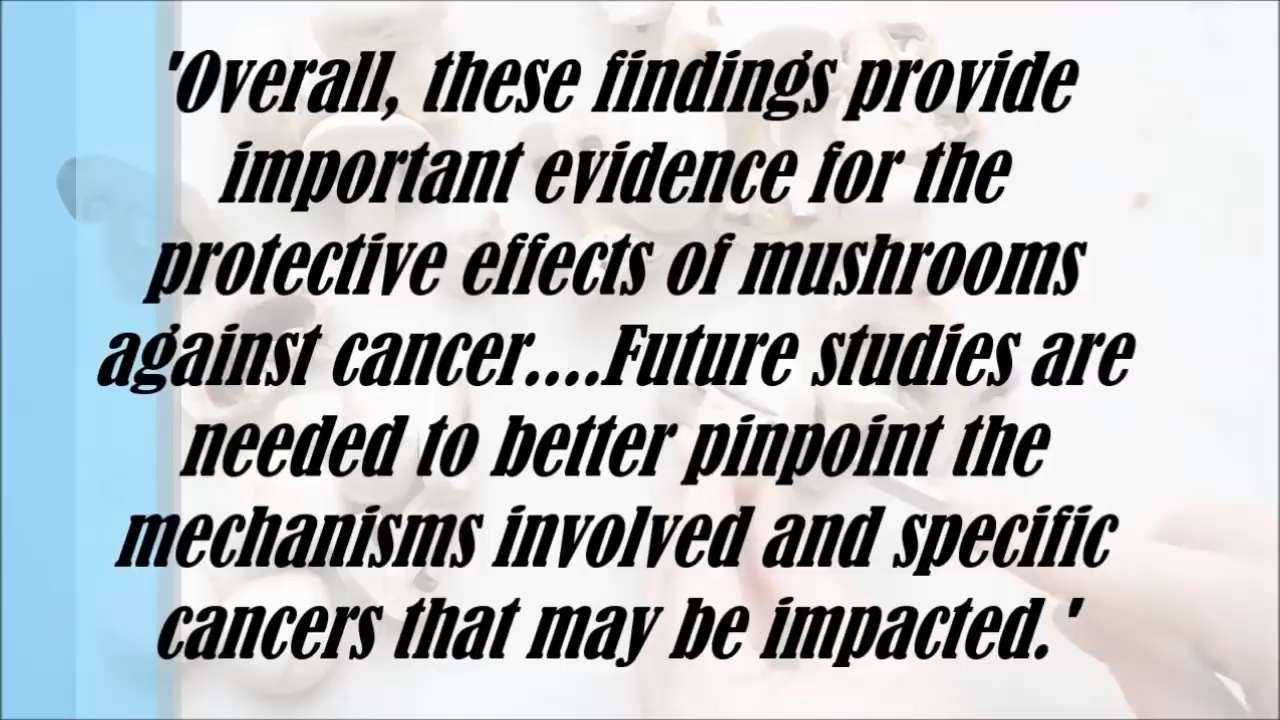 'Overall, these findings provide
important evidence for the
protective effects of mushrooms
against cancer....Future studies are
needed to better pinpoint the
mechanisms involved and specific
cancers that may be impacted.'